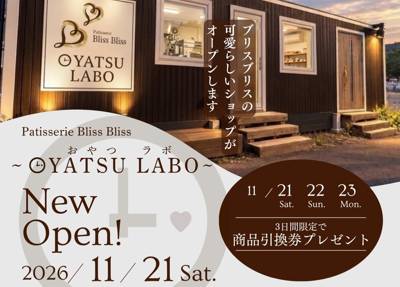 Patisserie
Bliss Bliss
OYATSU
LABO
ブリスブリスの
可愛らしいショップが
オープンします
Patisserie Bliss Bliss
おやつ ラボ
~OYATSU LABO~
New
Open!
2026/11/21 Sat.
11 / 21 22 23
Sat. Sun. Mon.
3日間限定で
商品引換券プレゼント